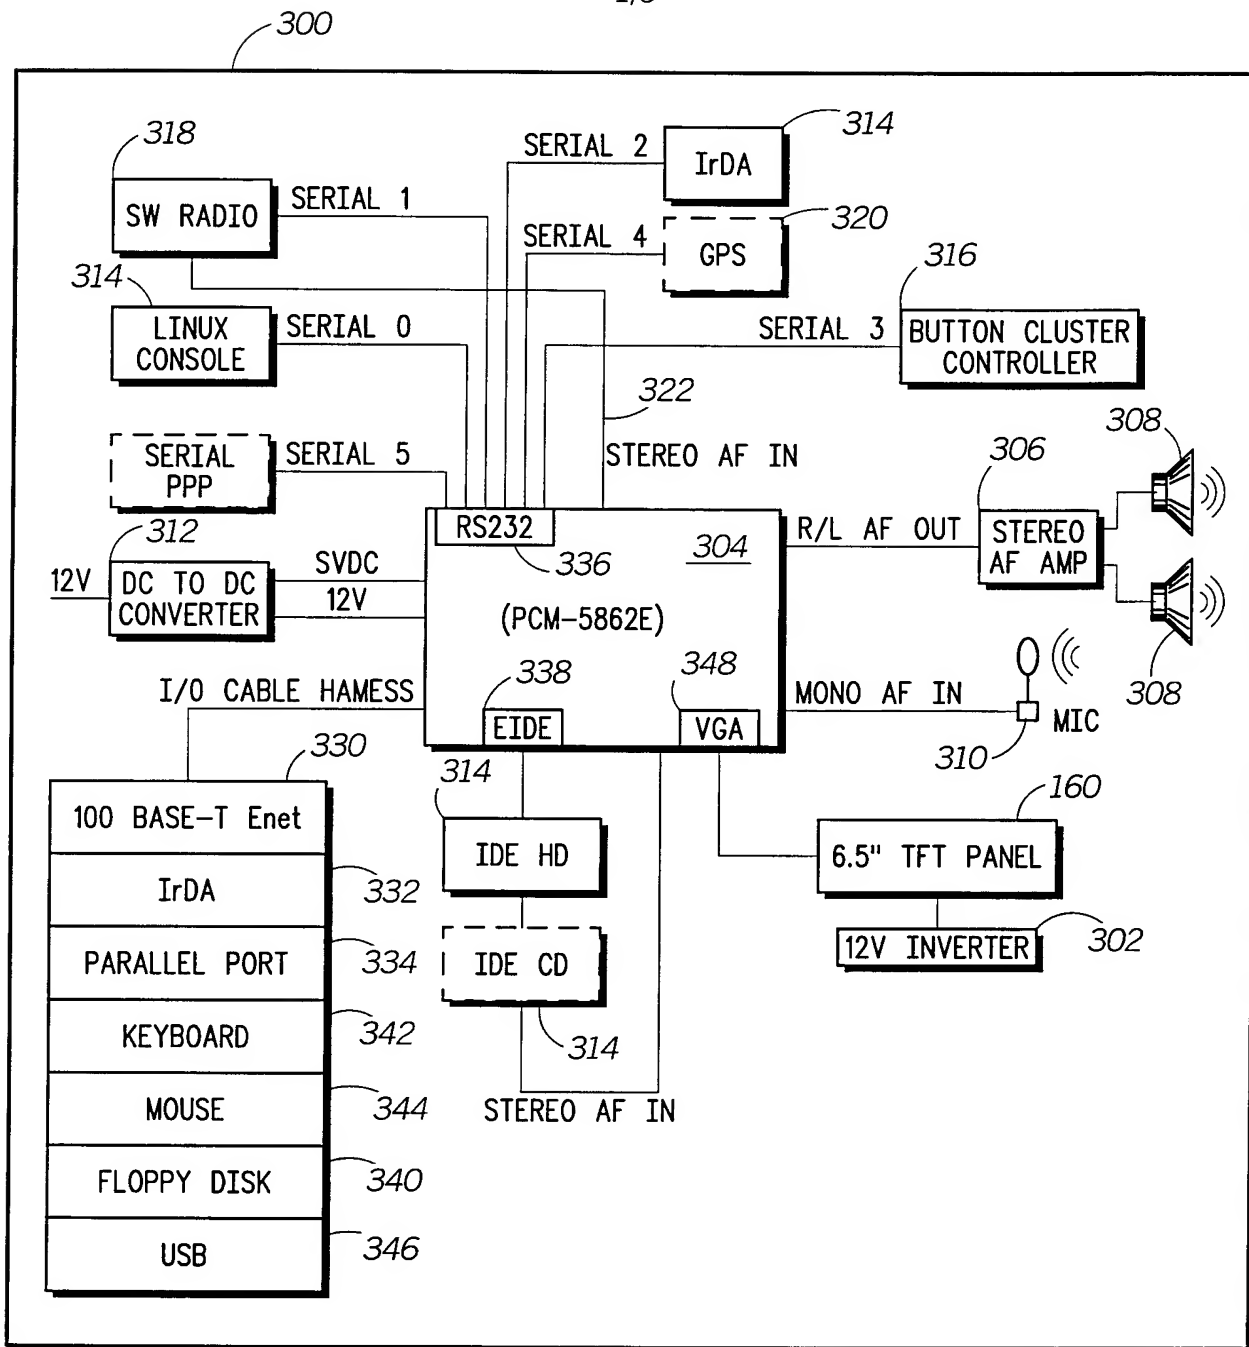 300
318
SW RADIO
SERIAL 1
SERIAL 2
314
IrDA
SERIAL 4
320
GPS
314
LINUX
CONSOLE
SERIAL 0
316
SERIAL 3
BUTTON CLUSTER
CONTROLLER
322
STEREO AF IN
SERIAL
PPP
SERIAL 5
308
306
STEREO
AF AMP
R/L AF OUT
308
RS232
336
304
(PCM-5862E)
312
12V
DC TO DC
CONVERTER
SVDC
12V
I/O CABLE HAMESS
338
EIDE
348
VGA
MONO AF IN
MIC
310
330
100 BASE-T Enet
IrDA
332
PARALLEL PORT
334
KEYBOARD
342
MOUSE
344
FLOPPY DISK
340
USB
346
314
IDE HD
IDE CD
314
STEREO AF IN
160
6.5" TFT PANEL
12V INVERTER
302